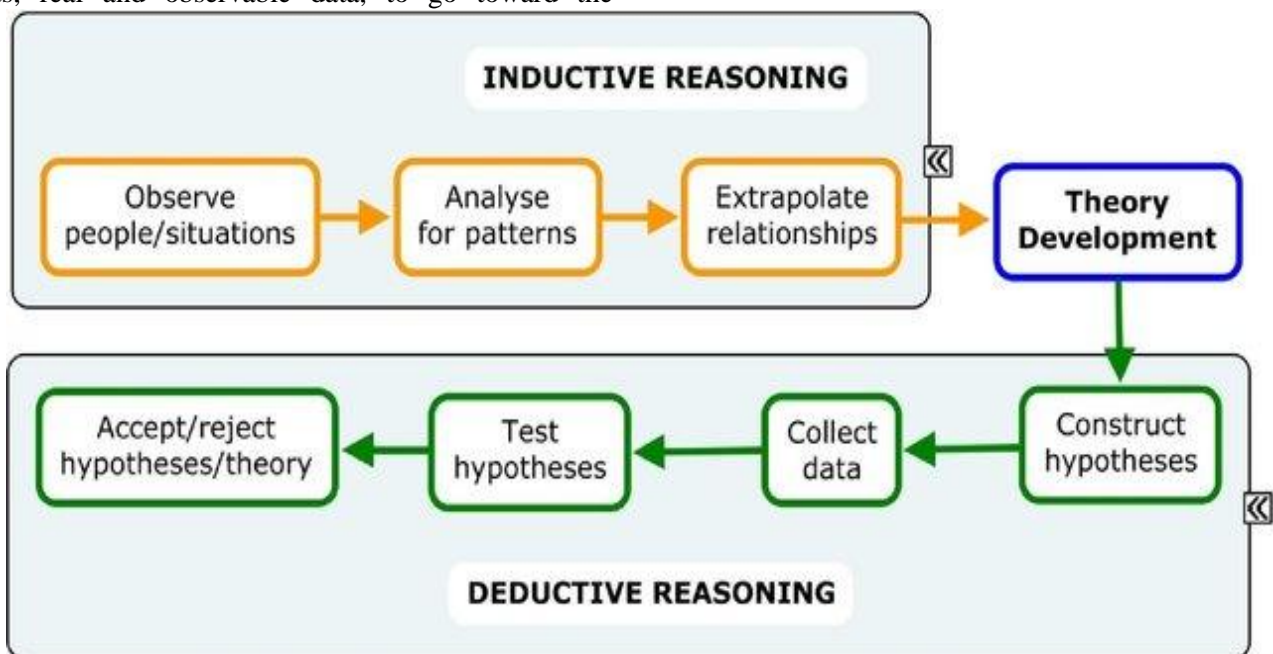 real and observable data, to go toward the
INDUCTIVE REASONING
Observe
people/situations
Analyse
for patterns
Extrapolate
relationships
Theory
Development
Construct
hypotheses
Collect
data
Test
hypotheses
Accept/reject
hypotheses/theory
DEDUCTIVE REASONING